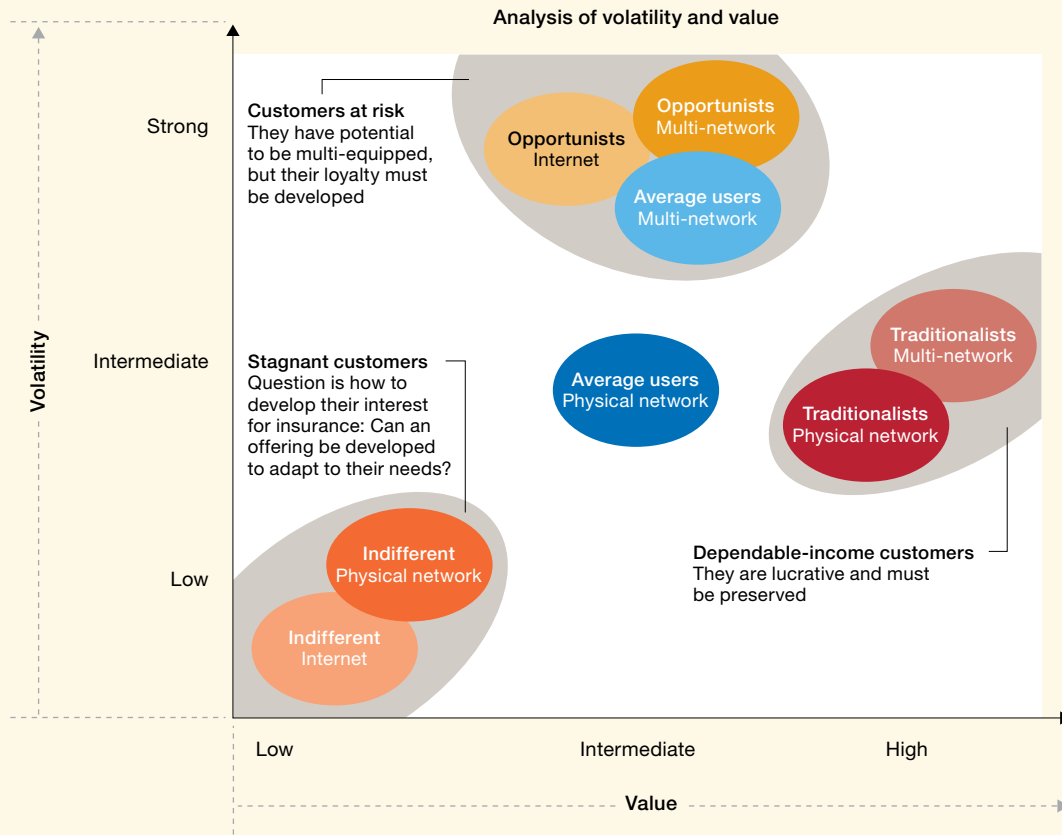 Analysis of volatility and value
Volatility
Strong
Intermediate
Low
Customers at risk
They have potential
to be multi-equipped,
but their loyalty must
be developed
Opportunists
Internet
Opportunists
Multi-network
Average users
Multi-network
Stagnant customers
Question is how to
develop their interest
for insurance: Can an
offering be developed
to adapt to their needs?
Average users
Physical network
Traditionalists
Multi-network
Traditionalists
Physical network
Indifferent
Physical network
Indifferent
Internet
Dependable-income customers
They are lucrative and must
be preserved
Low
Intermediate
High
Value